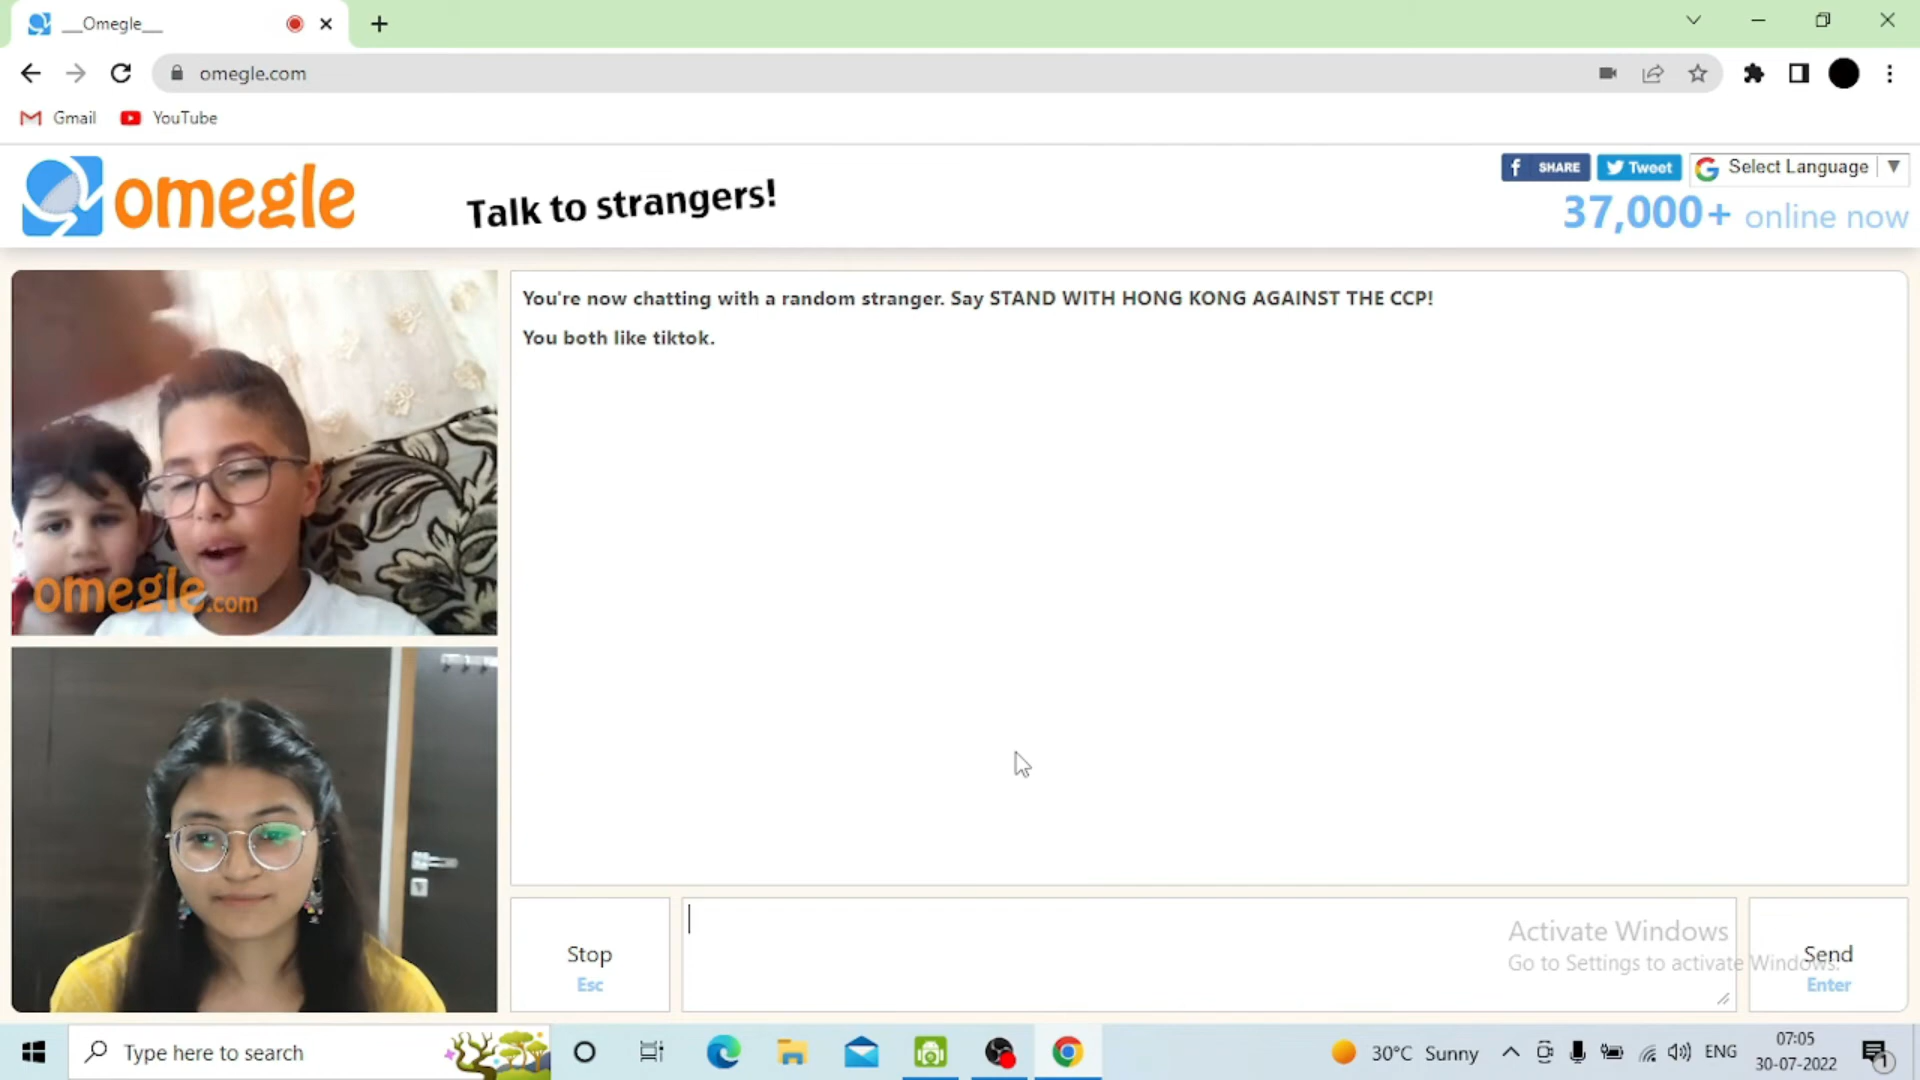 __Omegle__
omegle.com
Gmail
YouTube
omegle
Talk to strangers!
f SHARE
Tweet
G Select Language ▼
37,000+ online now
You're now chatting with a random stranger. Say STAND WITH HONG KONG AGAINST THE CCP!
You both like tiktok.
omegle.com
Stop
Esc
Activate Windows
Go to Settings to activate Windows.
Send
Enter
Type here to search
30°C Sunny
ENG
07:05
30-07-2022
1